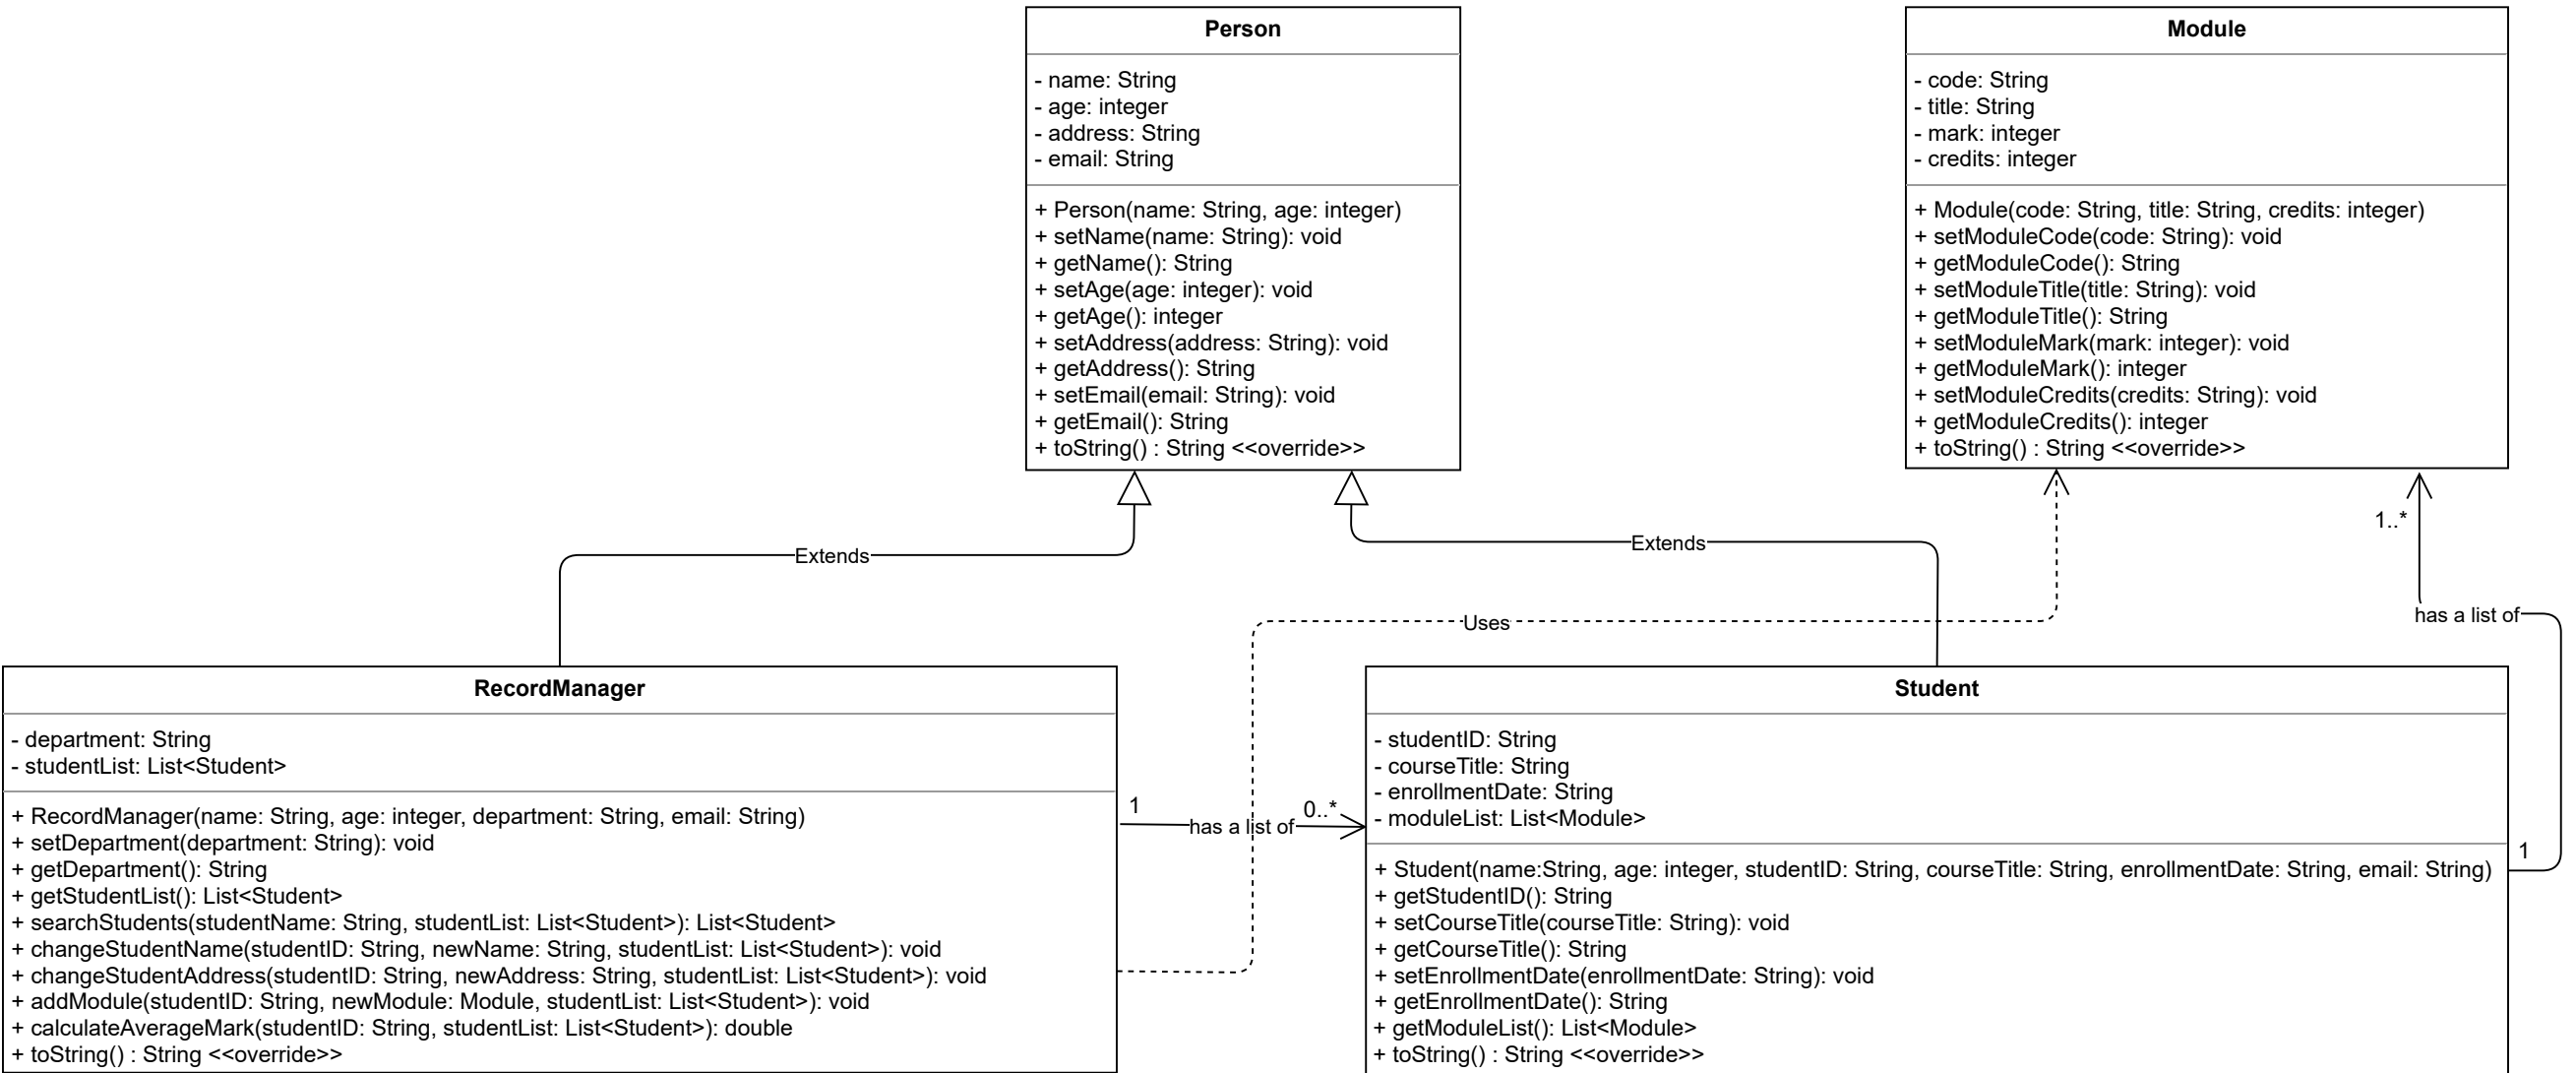 Person
- name: String
- age: integer
- address: String
- email: String
+ Person(name: String, age: integer)
+ setName(name: String): void
+ getName(): String
+ setAge(age: integer): void
+ getAge(): integer
+ setAddress(address: String): void
+ getAddress(): String
+ setEmail(email: String): void
+ getEmail(): String
+ toString() : String <<override>>
Module
- code: String
- title: String
- mark: integer
- credits: integer
+ Module(code: String, title: String, credits: integer)
+ setModuleCode(code: String): void
+ getModuleCode(): String
+ setModuleTitle(title: String): void
+ getModuleTitle(): String
+ setModuleMark(mark: integer): void
+ getModuleMark(): integer
+ setModuleCredits(credits: String): void
+ getModuleCredits(): integer
+ toString() : String <<override>>
Extends
Extends
Uses
1..*
has a list of
1
RecordManager
- department: String
- studentList: List<Student>
+ RecordManager(name: String, age: integer, department: String, email: String)
+ setDepartment(department: String): void
+ getDepartment(): String
+ getStudentList(): List<Student>
+ searchStudents(studentName: String, studentList: List<Student>): List<Student>
+ changeStudentName(studentID: String, newName: String, studentList: List<Student>): void
+ changeStudentAddress(studentID: String, newAddress: String, studentList: List<Student>): void
+ addModule(studentID: String, newModule: Module, studentList: List<Student>): void
+ calculateAverageMark(studentID: String, studentList: List<Student>): double
+ toString() : String <<override>>
1
has a list of
0..*
Student
- studentID: String
- courseTitle: String
- enrollmentDate: String
- moduleList: List<Module>
+ Student(name:String, age: integer, studentID: String, courseTitle: String, enrollmentDate: String, email: String)
+ getStudentID(): String
+ setCourseTitle(courseTitle: String): void
+ getCourseTitle(): String
+ setEnrollmentDate(enrollmentDate: String): void
+ getEnrollmentDate(): String
+ getModuleList(): List<Module>
+ toString() : String <<override>>